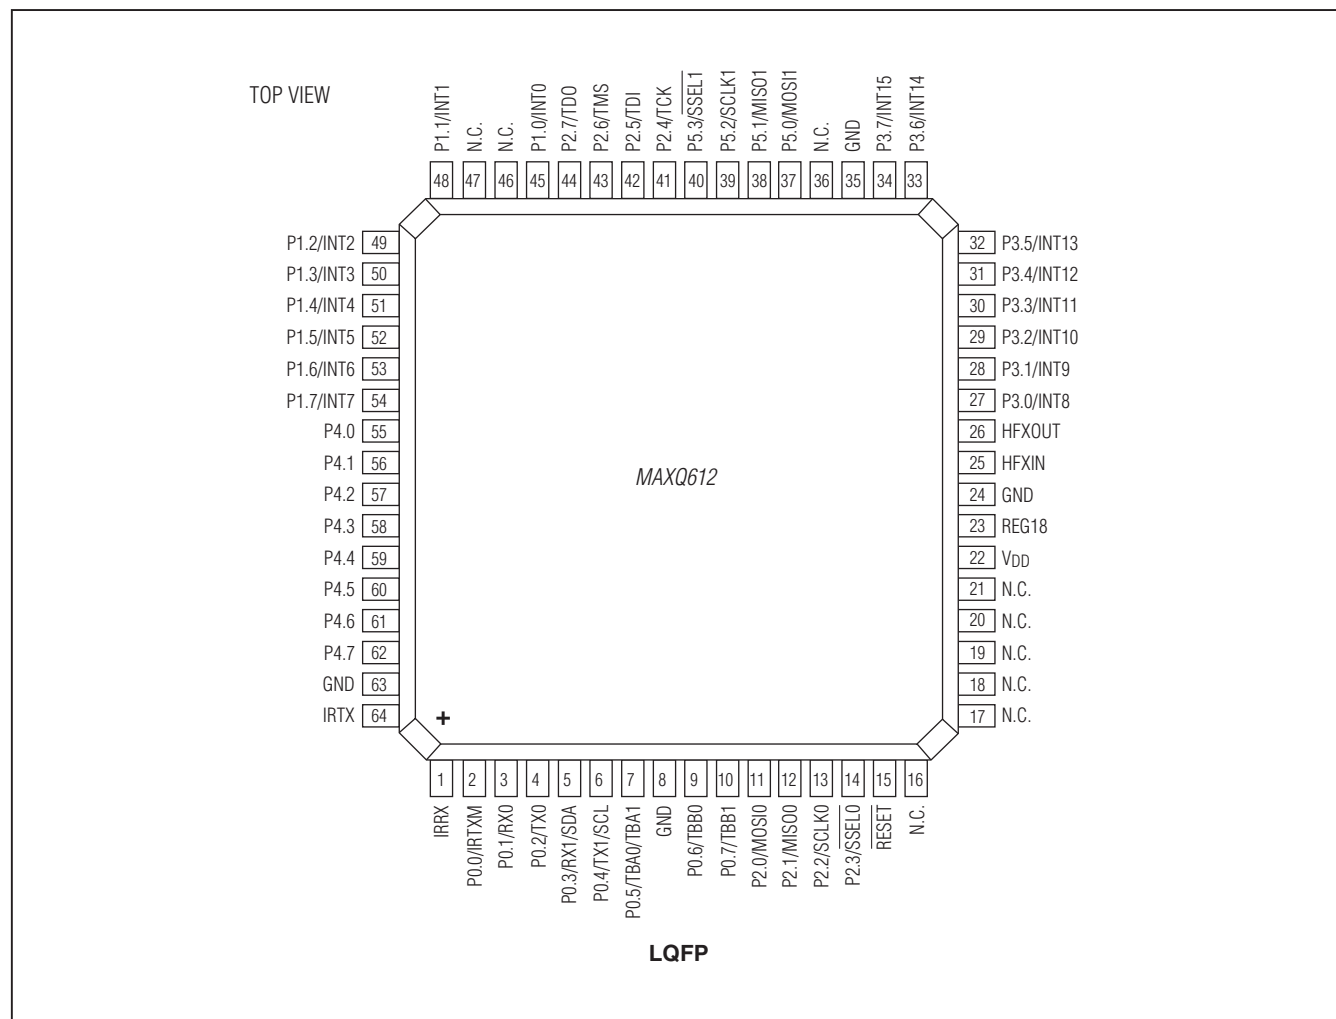 TOP VIEW
P1.1/INT1
N.C.
N.C.
P1.0/INT0
P2.7/TDO
P2.6/TMS
P2.5/TDI
P2.4/TCK
P5.3/SSEL1
P5.2/SCLK1
P5.1/MISO1
P5.0/MOSI1
N.C.
GND
P3.7/INT15
P3.6/INT14
48 47 46 45 44 43 42 41 40 39 38 37 36 35 34 33
P1.2/INT2 49
P1.3/INT3 50
P1.4/INT4 51
P1.5/INT5 52
P1.6/INT6 53
P1.7/INT7 54
P4.0 55
P4.1 56
P4.2 57
P4.3 58
P4.4 59
P4.5 60
P4.6 61
P4.7 62
GND 63
IRTX 64
MAXQ612
+
32 P3.5/INT13
31 P3.4/INT12
30 P3.3/INT11
29 P3.2/INT10
28 P3.1/INT9
27 P3.0/INT8
26 HFXOUT
25 HFXIN
24 GND
23 REG18
22 VDD
21 N.C.
20 N.C.
19 N.C.
18 N.C.
17 N.C.
1 2 3 4 5 6 7 8 9 10 11 12 13 14 15 16
IRRX
P0.0/IRTXM
P0.1/RX0
P0.2/TX0
P0.3/RX1/SDA
P0.4/TX1/SCL
P0.5/TBA0/TBA1
GND
P0.6/TBB0
P0.7/TBB1
P2.0/MOSI0
P2.1/MISO0
P2.2/SCLK0
P2.3/SSEL0
RESET
N.C.
LQFP